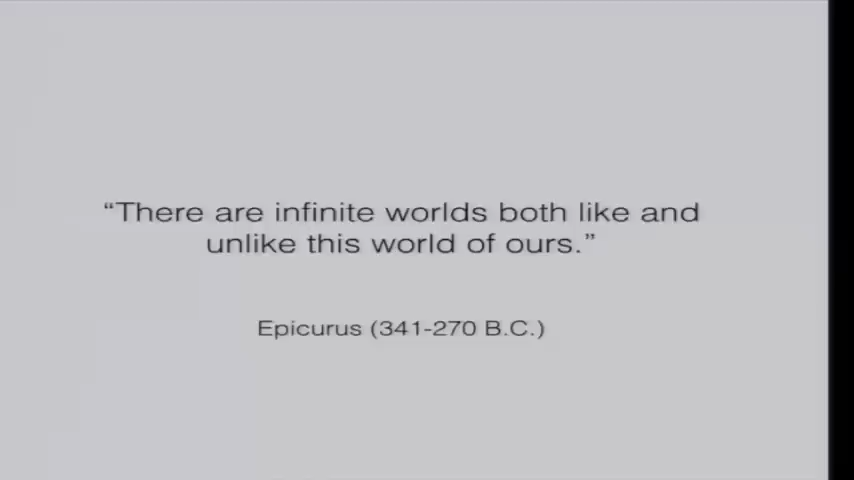 “There are infinite worlds both like and
unlike this world of ours.”
Epicurus (341-270 B.C.)